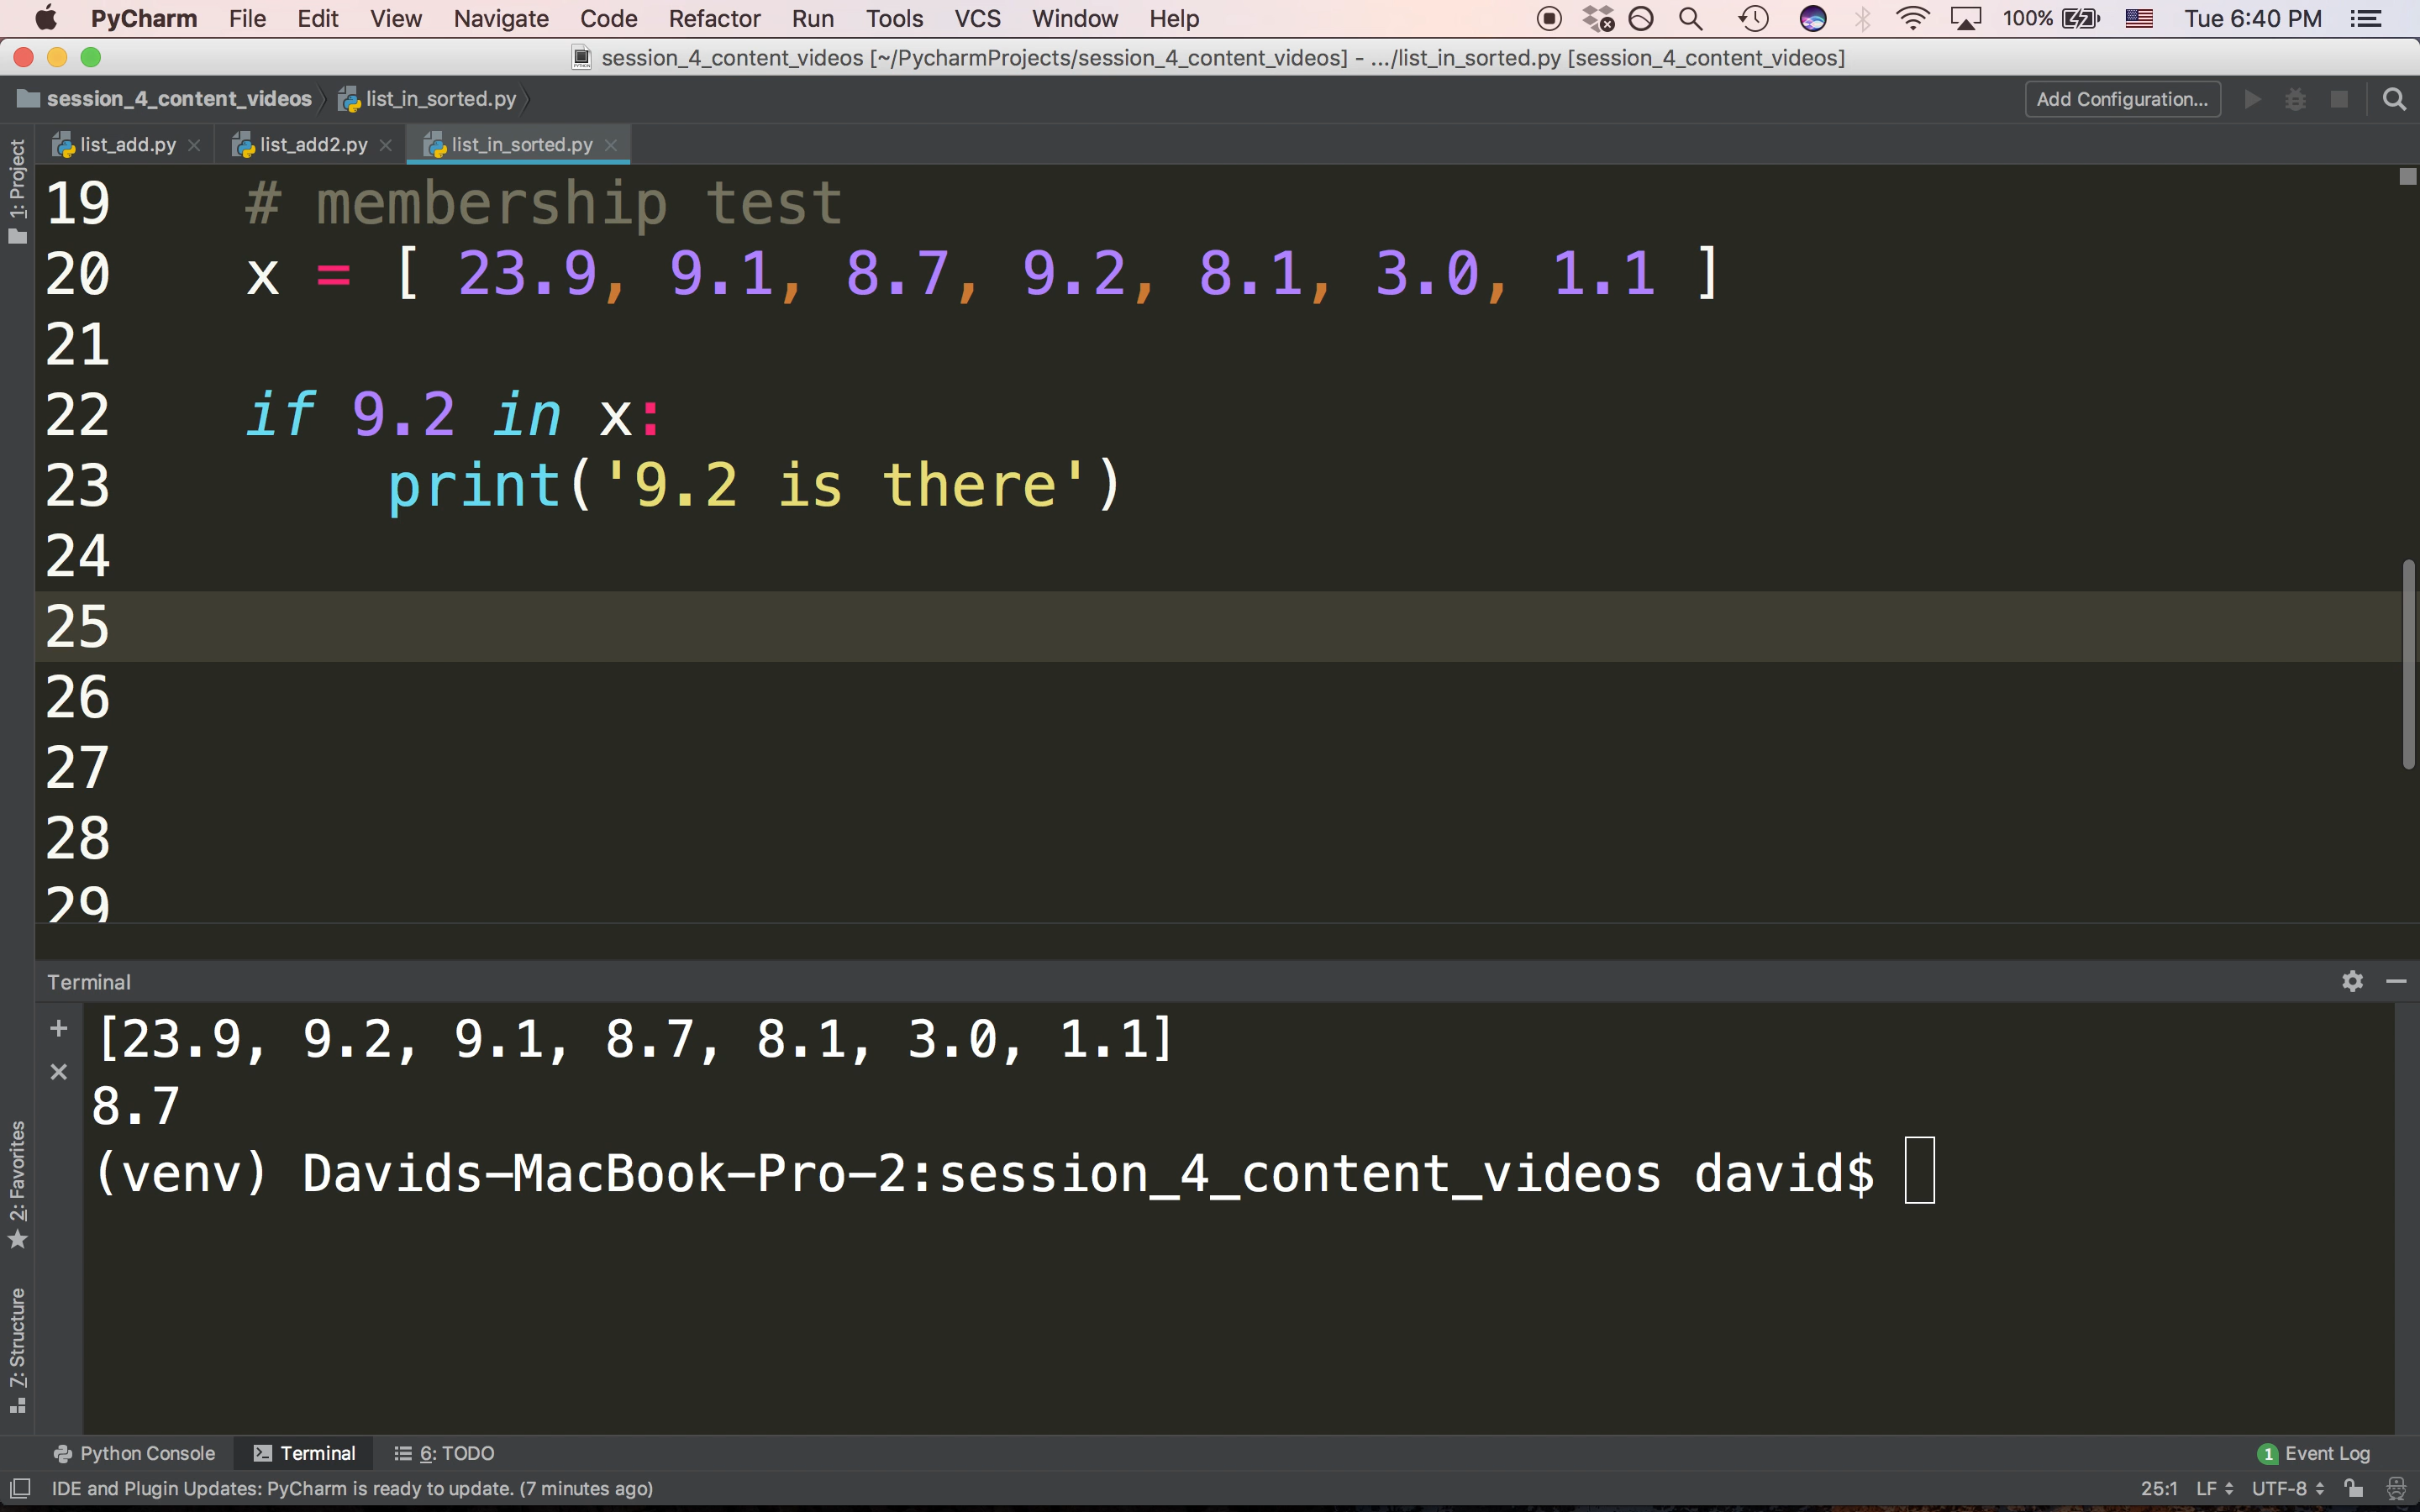 PyCharm File Edit View Navigate Code Refactor Run Tools VCS Window Help 100% Tue 6:40 PM
session_4_content_videos [~/PycharmProjects/session_4_content_videos] - .../list_in_sorted.py [session_4_content_videos]
session_4_content_videos list_in_sorted.py Add Configuration...
list_add.py list_add2.py list_in_sorted.py
1: Project
19 # membership test
20 x = [ 23.9, 9.1, 8.7, 9.2, 8.1, 3.0, 1.1 ]
21
22 if 9.2 in x:
23 print('9.2 is there')
24
25
26
27
28
29
Terminal
[23.9, 9.2, 9.1, 8.7, 8.1, 3.0, 1.1]
8.7
(venv) Davids-MacBook-Pro-2:session_4_content_videos david$
2: Favorites
7: Structure
Python Console Terminal 6: TODO 1 Event Log
IDE and Plugin Updates: PyCharm is ready to update. (7 minutes ago) 25:1 LF UTF-8